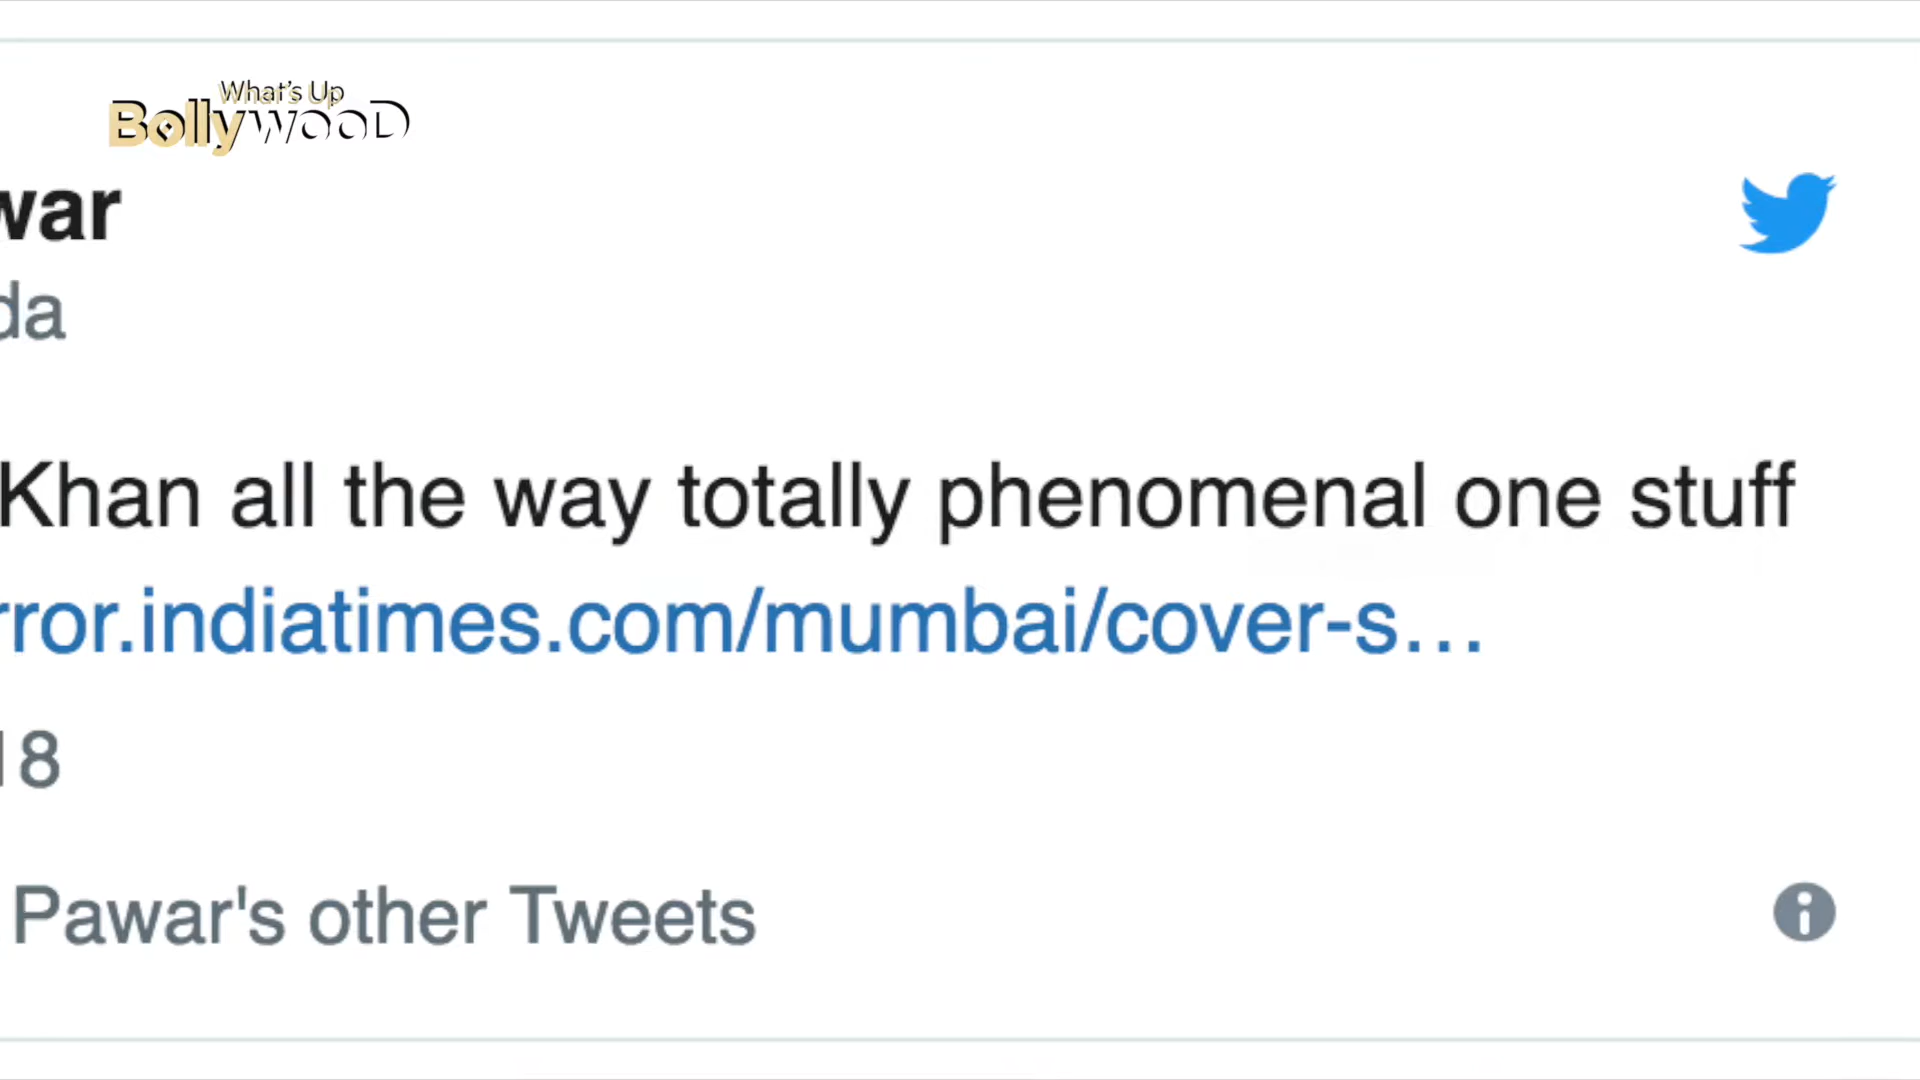 What's Up
BollywooD
war
da
Khan all the way totally phenomenal one stuff
rror.indiatimes.com/mumbai/cover-s...
18
Pawar's other Tweets